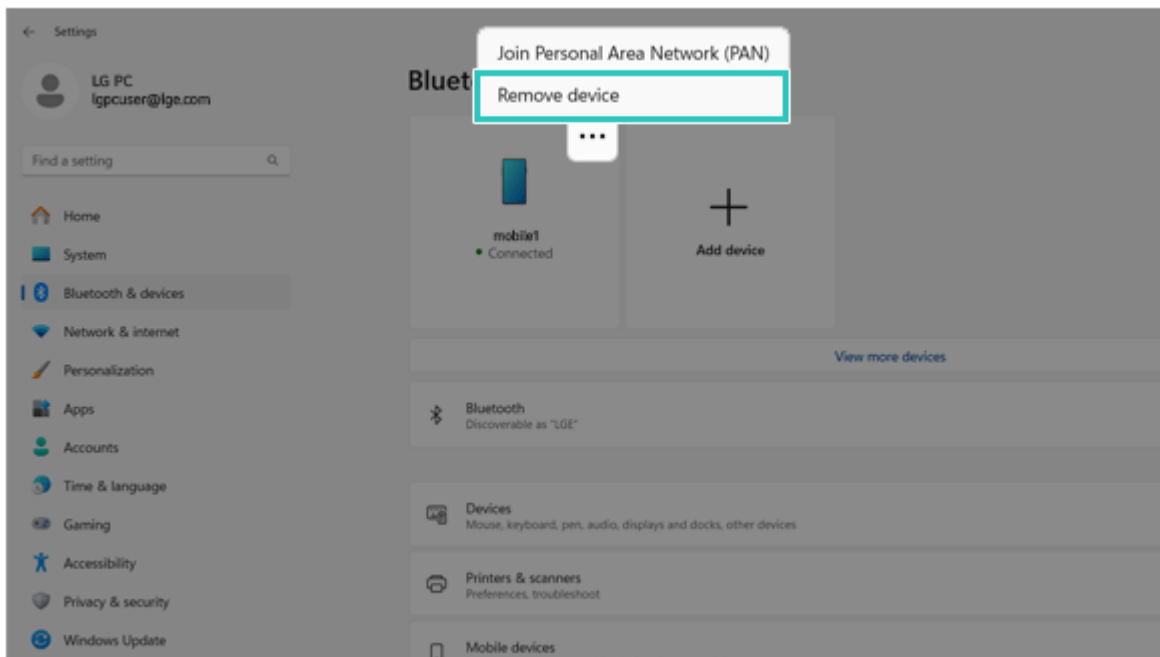 Settings
LG PC
lgpcuser@lge.com
Find a setting
Home
System
Bluetooth & devices
Network & internet
Personalization
Apps
Accounts
Time & language
Gaming
Accessibility
Privacy & security
Windows Update
Join Personal Area Network (PAN)
Remove device
Bluet
mobile1
Connected
Add device
View more devices
Bluetooth
Discoverable as "LGE"
Devices
Mouse, keyboard, pen, audio, displays and docks, other devices
Printers & scanners
Preferences, troubleshoot
Mobile devices